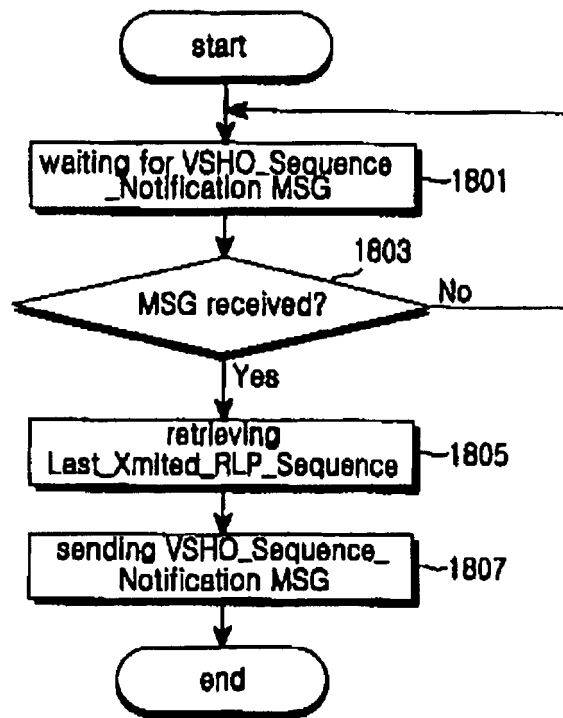 start
waiting for VSHO_Sequence
_Notification MSG
1801
1803
MSG received?
No
Yes
retrieving
Last_Xmited_RLP_Sequence
1805
sending VSHO_Sequence_
Notification MSG
1807
end